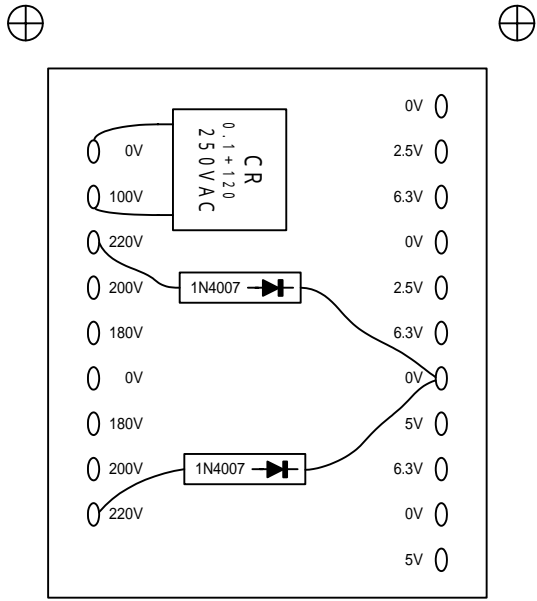 0V
100V
220V
200V
180V
0V
180V
200V
220V
CR
0.1+120
250VAC
1N4007
1N4007
0V
2.5V
6.3V
0V
2.5V
6.3V
0V
5V
6.3V
0V
5V